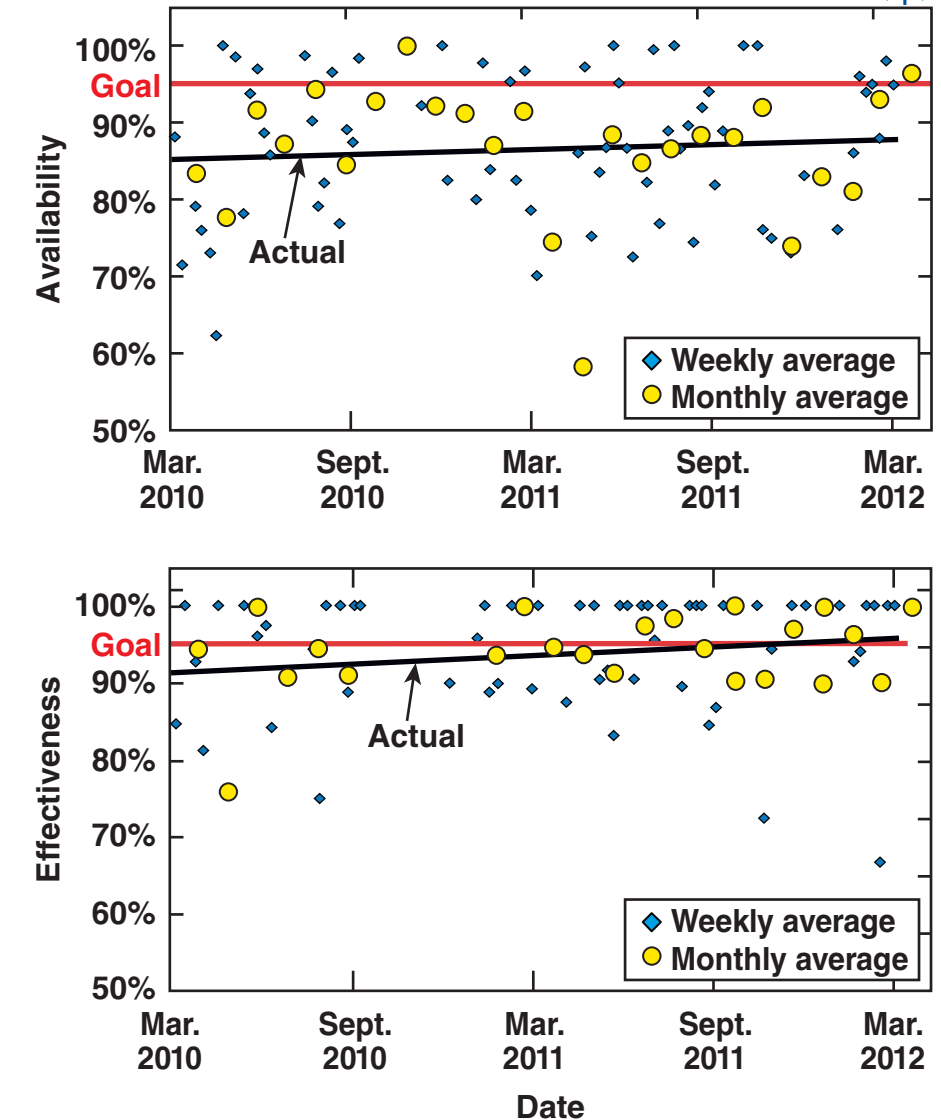 100%
Goal
90%
80%
70%
60%
50%
Availability
Actual
Weekly average
Monthly average
Mar. 2010
Sept. 2010
Mar. 2011
Sept. 2011
Mar. 2012
100%
Goal
90%
80%
70%
60%
50%
Effectiveness
Actual
Weekly average
Monthly average
Mar. 2010
Sept. 2010
Mar. 2011
Sept. 2011
Mar. 2012
Date